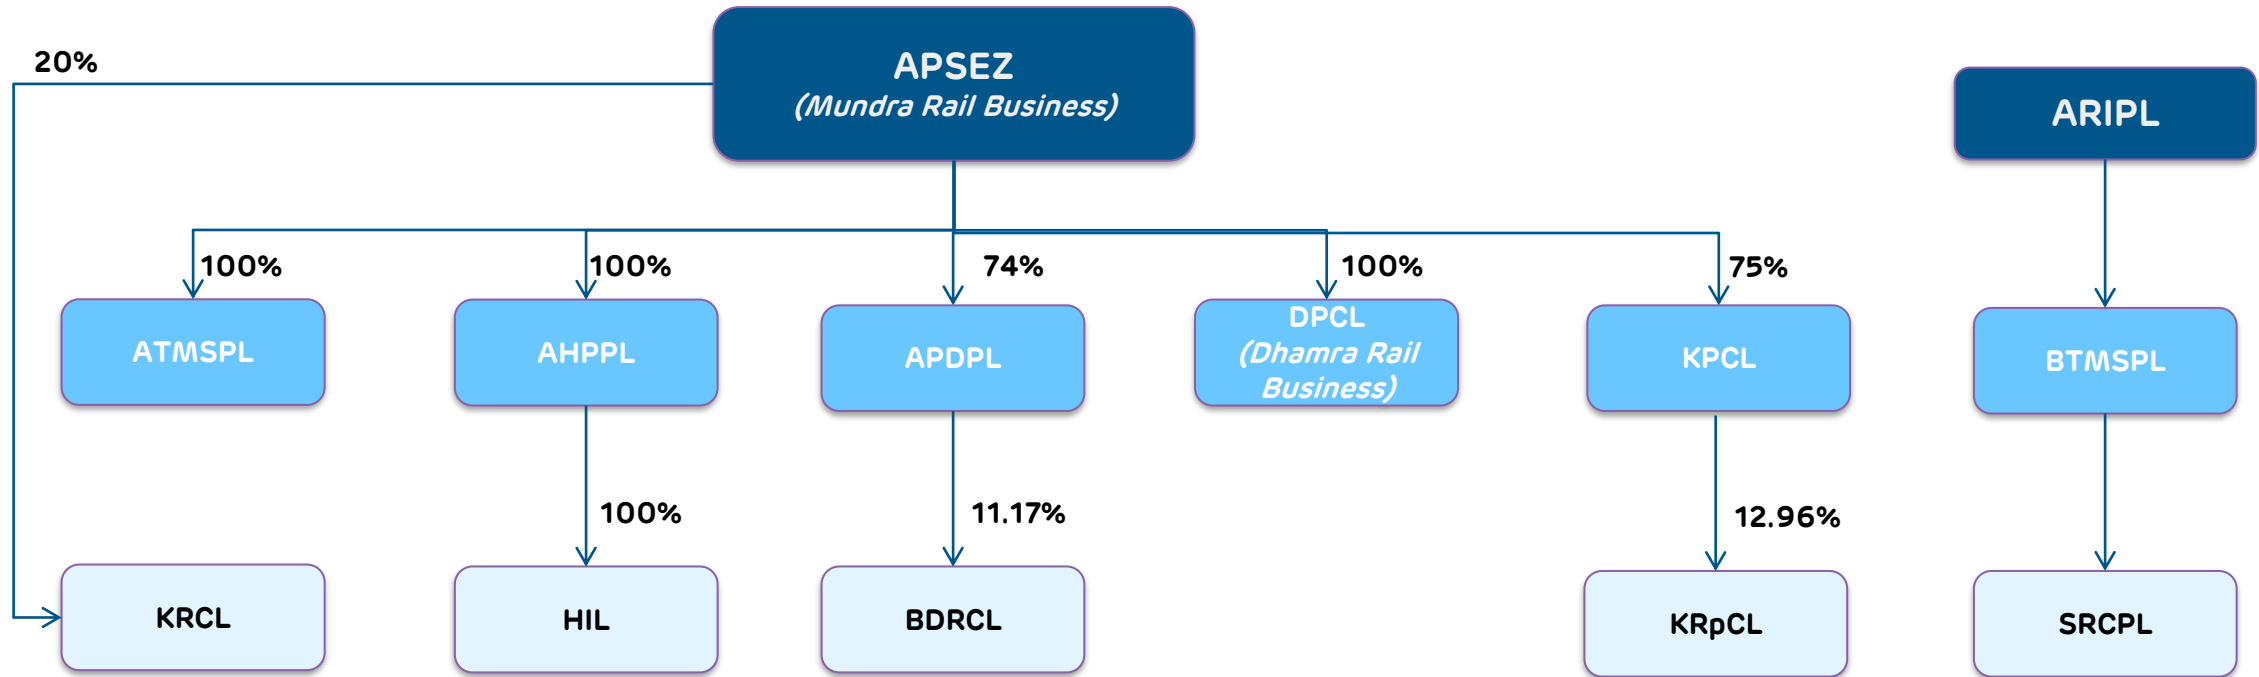 20%
APSEZ
(Mundra Rail Business)
ARIPL
100%
100%
74%
100%
75%
ATMSPL
AHPPL
APDPL
DPCL
(Dhamra Rail
Business)
KPCL
BTMSPL
100%
11.17%
12.96%
KRCL
HIL
BDRCL
KRpCL
SRCPL